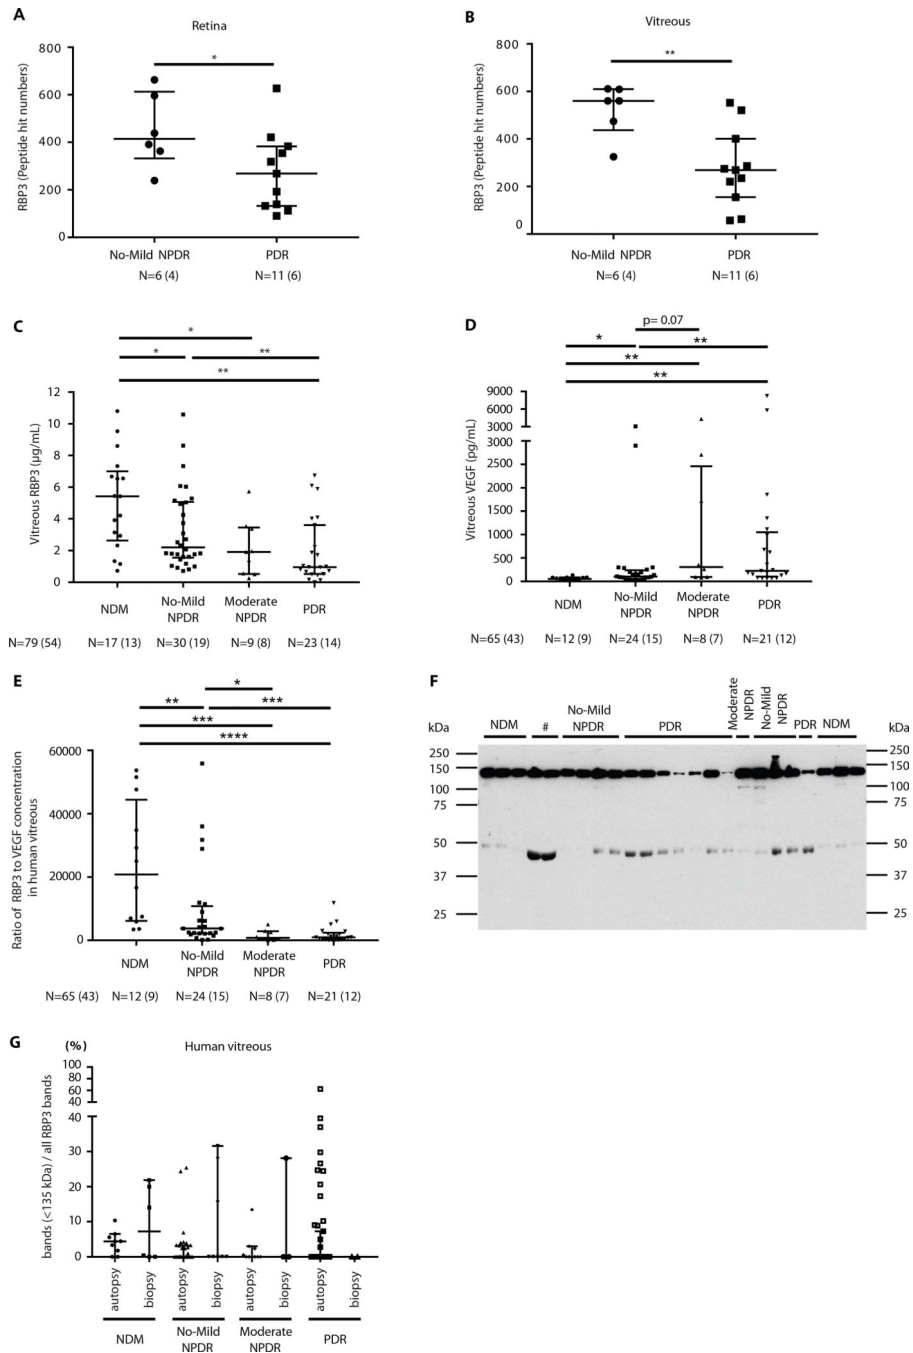 A
Retina
*
RBP3 (Peptide hit numbers)
800
600
400
200
0
No-Mild NPDR
PDR
N=6 (4)
N=11 (6)
B
Vitreous
**
RBP3 (Peptide hit numbers)
800
600
400
200
0
No-Mild NPDR
PDR
N=6 (4)
N=11 (6)
C
*
*
**
**
Vitreous RBP3 (µg/mL)
12
10
8
6
4
2
0
NDM
No-Mild
NPDR
Moderate
NPDR
PDR
N=79 (54)
N=17 (13)
N=30 (19)
N=9 (8)
N=23 (14)
D
p= 0.07
*
**
**
**
Vitreous VEGF (pg/mL)
9000
6000
3000
3000
2500
2000
1500
1000
500
0
NDM
No-Mild
NPDR
Moderate
NPDR
PDR
N=65 (43)
N=12 (9)
N=24 (15)
N=8 (7)
N=21 (12)
E
*
**
***
***
****
Ratio of RBP3 to VEGF concentration
in human vitreous
60000
40000
20000
0
NDM
No-Mild
NPDR
Moderate
NPDR
PDR
N=65 (43)
N=12 (9)
N=24 (15)
N=8 (7)
N=21 (12)
F
kDa
NDM
#
No-Mild
NPDR
PDR
Moderate
NPDR
No-Mild
NPDR
PDR
NDM
kDa
250
150
100
75
50
37
25
250
150
100
75
50
37
25
G
(%)
Human vitreous
bands (<135 kDa) / all RBP3 bands
100
80
60
40
40
30
20
10
0
autopsy
biopsy
autopsy
biopsy
autopsy
biopsy
autopsy
biopsy
NDM
No-Mild
NPDR
Moderate
NPDR
PDR